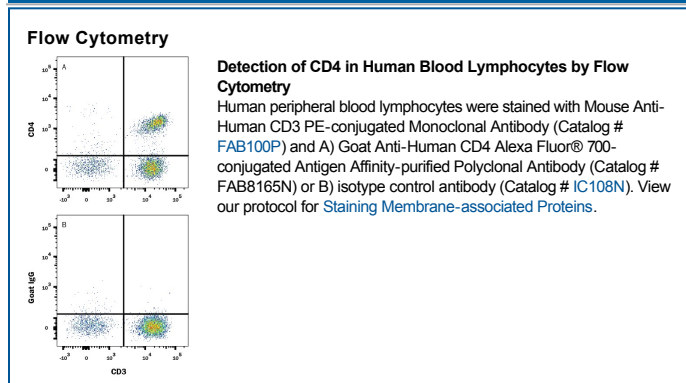 Flow Cytometry
Detection of CD4 in Human Blood Lymphocytes by Flow
Cytometry
Human peripheral blood lymphocytes were stained with Mouse Anti-
Human CD3 PE-conjugated Monoclonal Antibody (Catalog #
FAB100P) and A) Goat Anti-Human CD4 Alexa Fluor® 700-
conjugated Antigen Affinity-purified Polyclonal Antibody (Catalog #
FAB8165N) or B) isotype control antibody (Catalog # IC108N). View
our protocol for Staining Membrane-associated Proteins.
A
CD4
10⁵
10⁴
10³
0
-10³ 0 10³ 10⁴ 10⁵
B
Goat IgG
10⁵
10⁴
10³
0
-10³ 0 10³ 10⁴ 10⁵
CD3